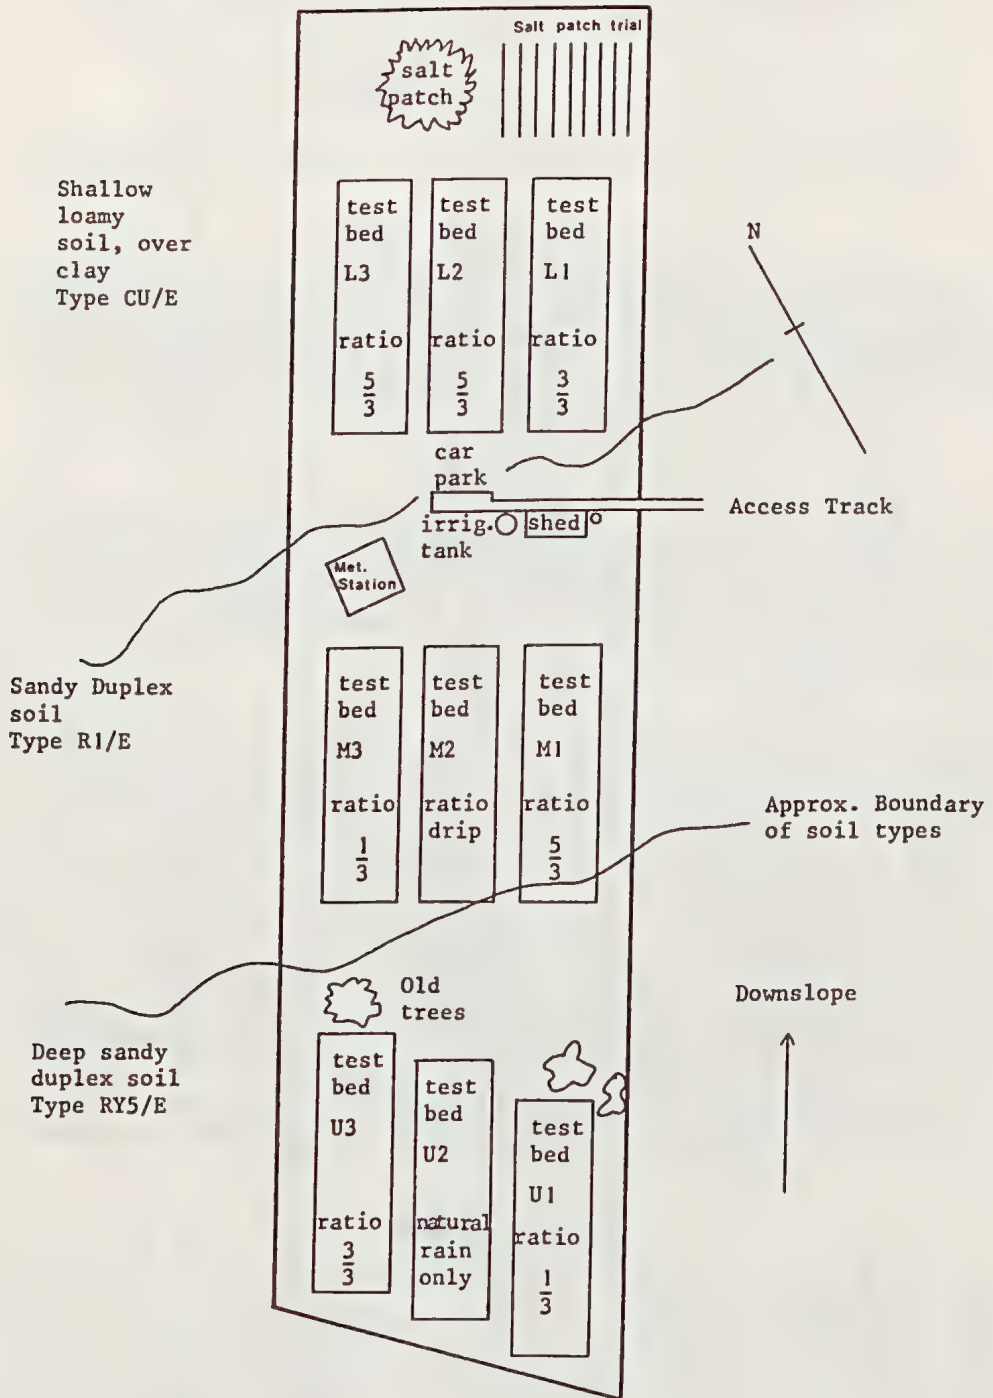 Salt patch trial
salt
patch
Shallow
loamy
soil, over
clay
Type CU/E
test
bed
L3
ratio
5
3
test
bed
L2
ratio
5
3
test
bed
L1
ratio
3
3
N
car
park
Access Track
irrig.
tank
shed
Met.
Station
Sandy Duplex
soil
Type R1/E
test
bed
M3
ratio
1
3
test
bed
M2
ratio
drip
test
bed
M1
ratio
5
3
Approx. Boundary
of soil types
Old
trees
Downslope
Deep sandy
duplex soil
Type RY5/E
test
bed
U3
ratio
3
3
test
bed
U2
natural
rain
only
test
bed
U1
ratio
1
3